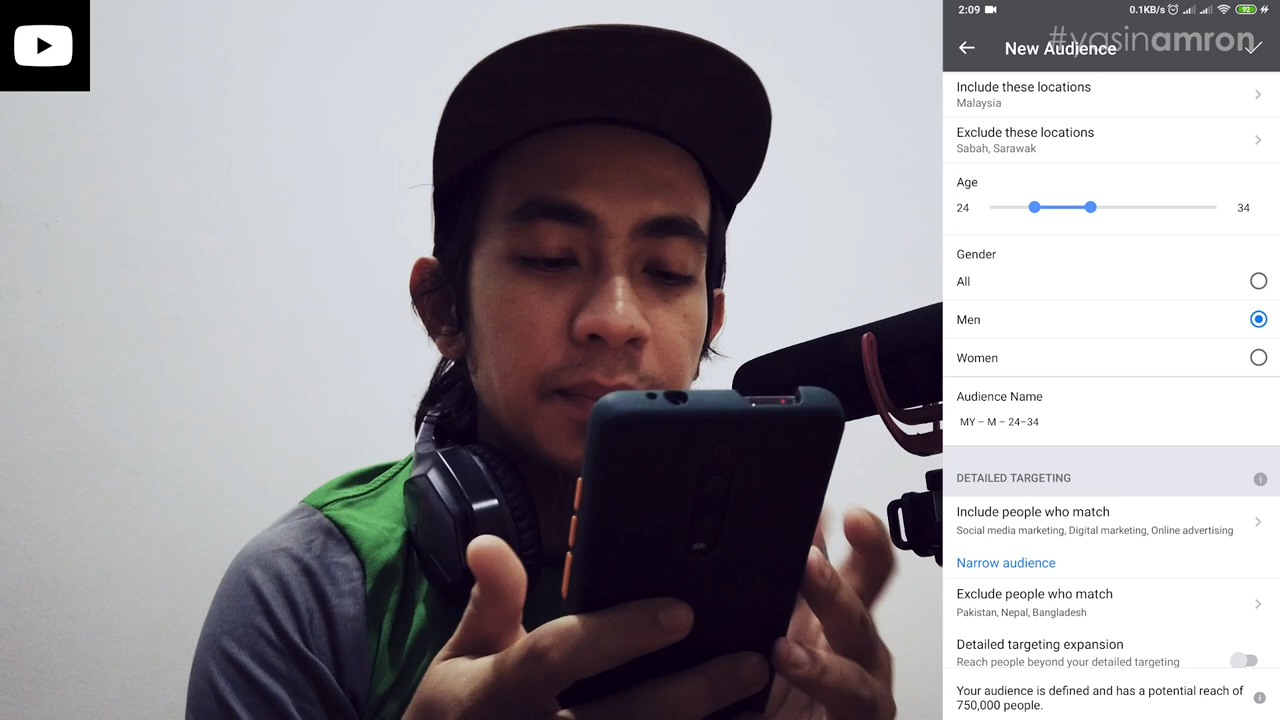 2:09
0.1KB/s
92
#yasinamron
New Audience
Include these locations
Malaysia
Exclude these locations
Sabah, Sarawak
Age
24
34
Gender
All
Men
Women
Audience Name
MY – M – 24–34
DETAILED TARGETING
Include people who match
Social media marketing, Digital marketing, Online advertising
Narrow audience
Exclude people who match
Pakistan, Nepal, Bangladesh
Detailed targeting expansion
Reach people beyond your detailed targeting
Your audience is defined and has a potential reach of
750,000 people.